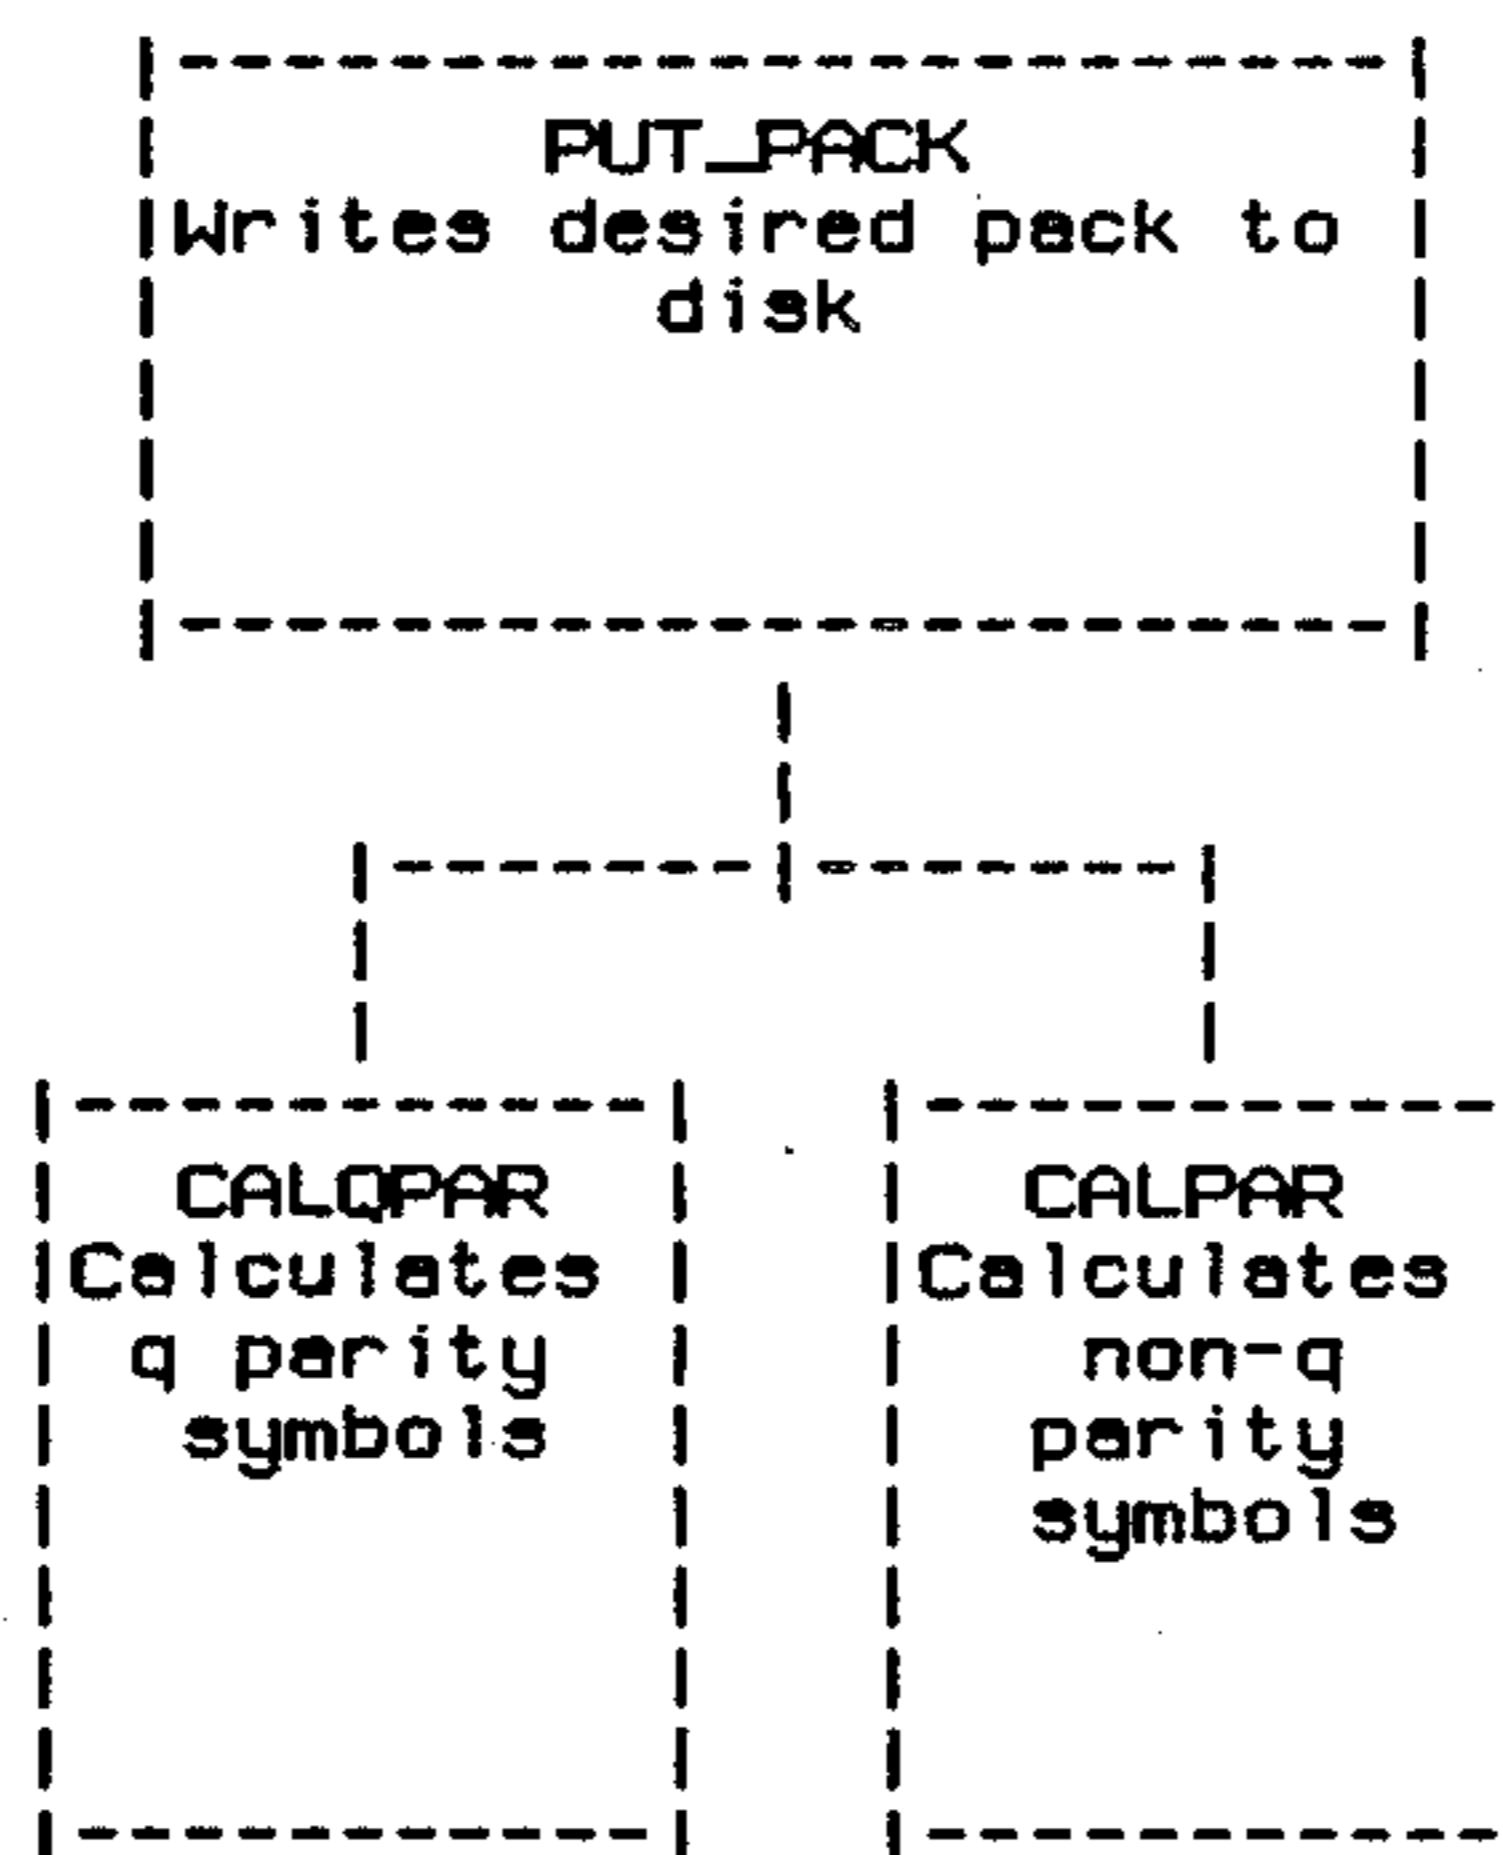 PUT_PACK
Writes desired pack to
disk
CALQPAR
Calculates
q parity
symbols
CALPAR
Calculates
non-q
parity
symbols